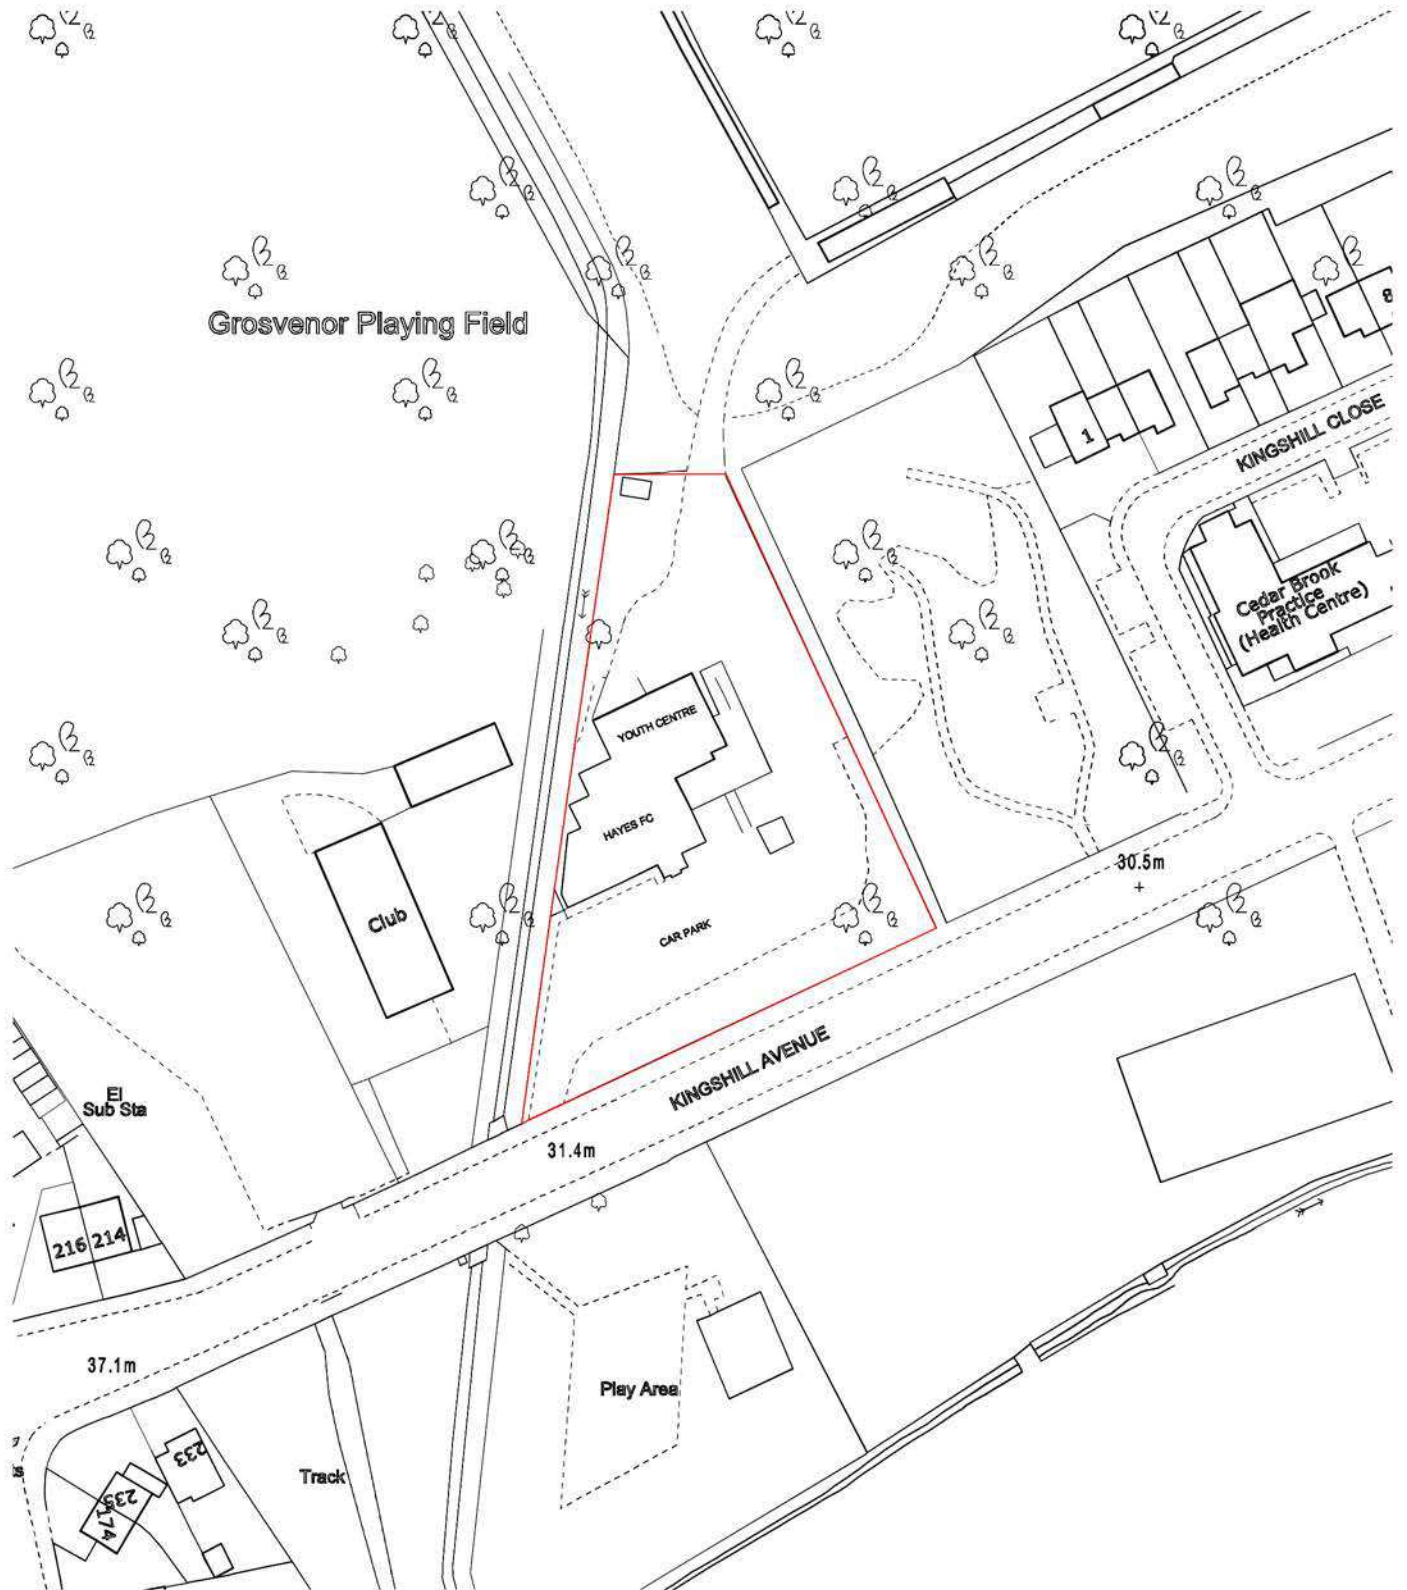 Grosvenor Playing Field
8
1
KINGSHILL CLOSE
Cedar Brook
Practice
(Health Centre)
YOUTH CENTRE
HAYES FC
30.5m
Club
CAR PARK
KINGSHILL AVENUE
El
Sub Sta
31.4m
216 214
37.1m
Play Area
233
Track
235
174